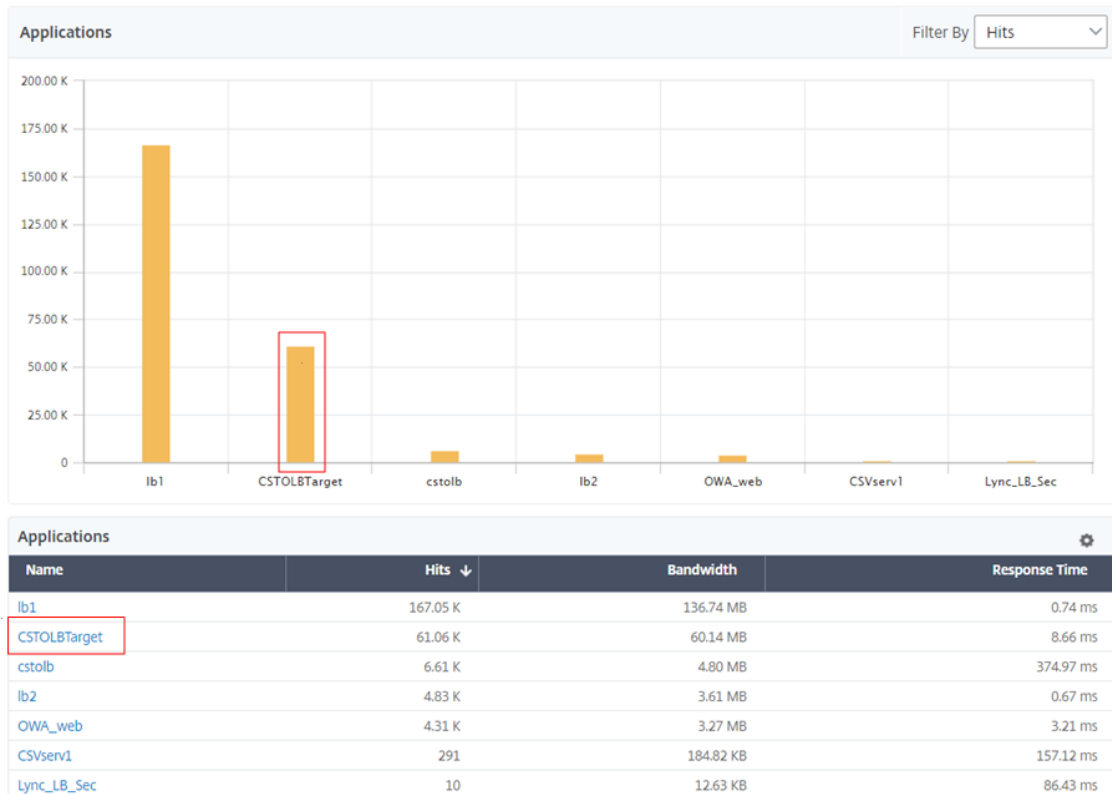 Applications Filter By Hits
200.00 K
175.00 K
150.00 K
125.00 K
100.00 K
75.00 K
50.00 K
25.00 K
0
lb1 CSTOLBTarget cstolb lb2 OWA_web CSVserv1 Lync_LB_Sec
Applications
Name Hits Bandwidth Response Time
lb1 167.05 K 136.74 MB 0.74 ms
CSTOLBTarget 61.06 K 60.14 MB 8.66 ms
cstolb 6.61 K 4.80 MB 374.97 ms
lb2 4.83 K 3.61 MB 0.67 ms
OWA_web 4.31 K 3.27 MB 3.21 ms
CSVserv1 291 184.82 KB 157.12 ms
Lync_LB_Sec 10 12.63 KB 86.43 ms